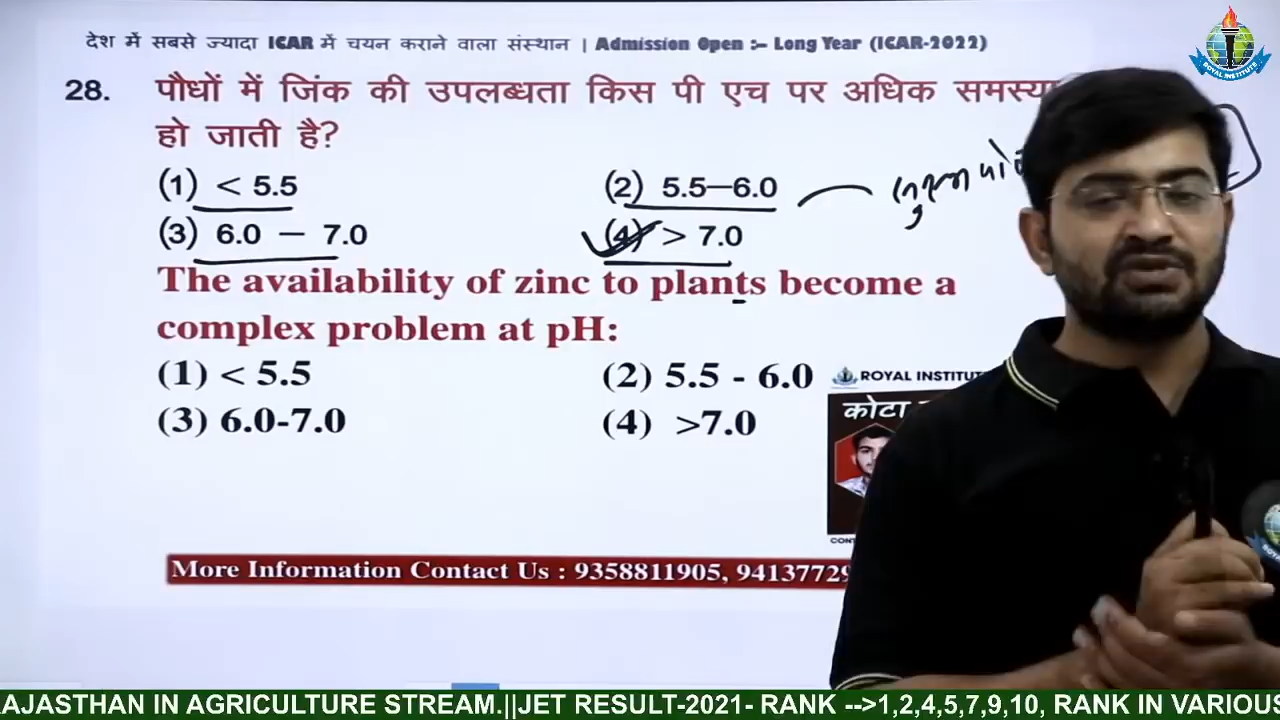 देश में सबसे ज्यादा ICAR में चयन कराने वाला संस्थान | Admission Open :- Long Year (ICAR-2022)
ROYAL INSTITUTE
28. पौधों में जिंक की उपलब्धता किस पी एच पर अधिक समस्या
हो जाती है?
(1) < 5.5 (2) 5.5–6.0
(3) 6.0 – 7.0 (4) > 7.0
The availability of zinc to plants become a
complex problem at pH:
(1) < 5.5 (2) 5.5 - 6.0
(3) 6.0-7.0 (4) >7.0
ROYAL INSTITUT
कोटा
More Information Contact Us : 9358811905, 94137729
AJASTHAN IN AGRICULTURE STREAM.||JET RESULT-2021- RANK -->1,2,4,5,7,9,10, RANK IN VARIOUS